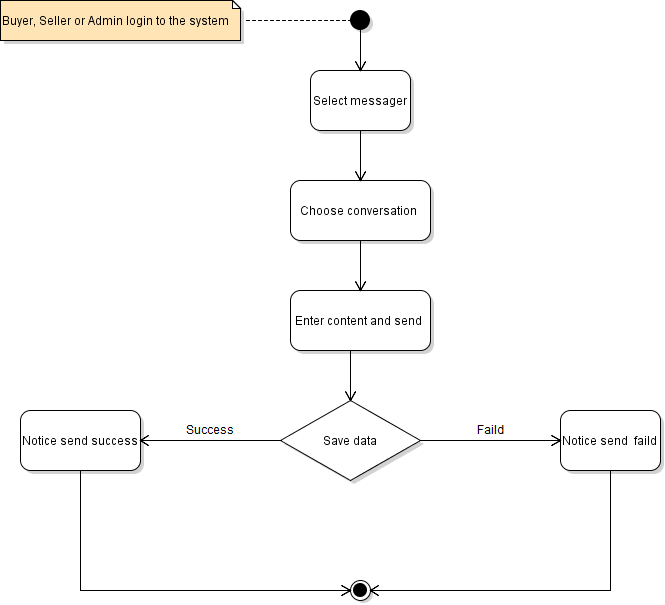 Buyer, Seller or Admin login to the system
Select messager
Choose conversation
Enter content and send
Success
Save data
Faild
Notice send success
Notice send faild